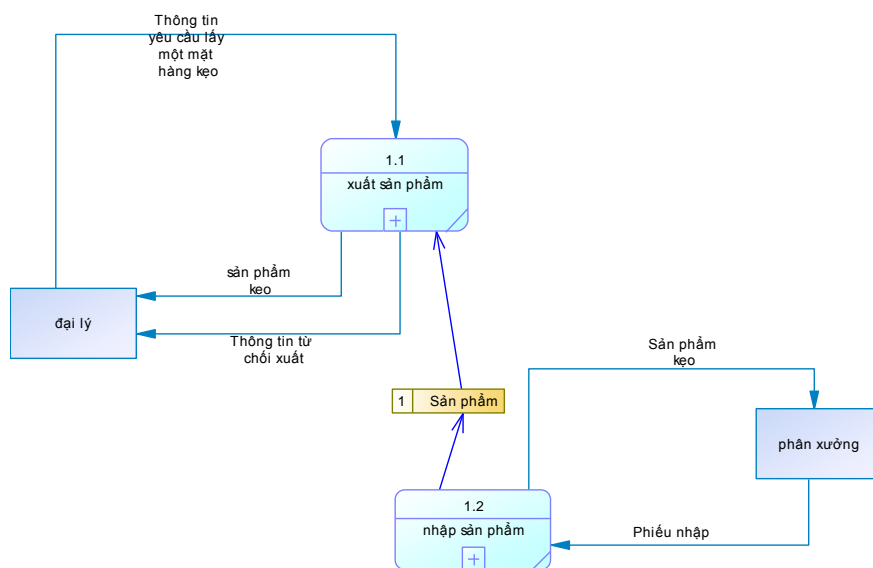 Thông tin
yêu cầu lấy
một mặt
hàng kẹo
1.1
xuất sản phẩm
sản phẩm
keo
đại lý
Thông tin từ
chối xuất
Sản phẩm
kẹo
1 Sản phẩm
phân xưởng
1.2
nhập sản phẩm
Phiếu nhập